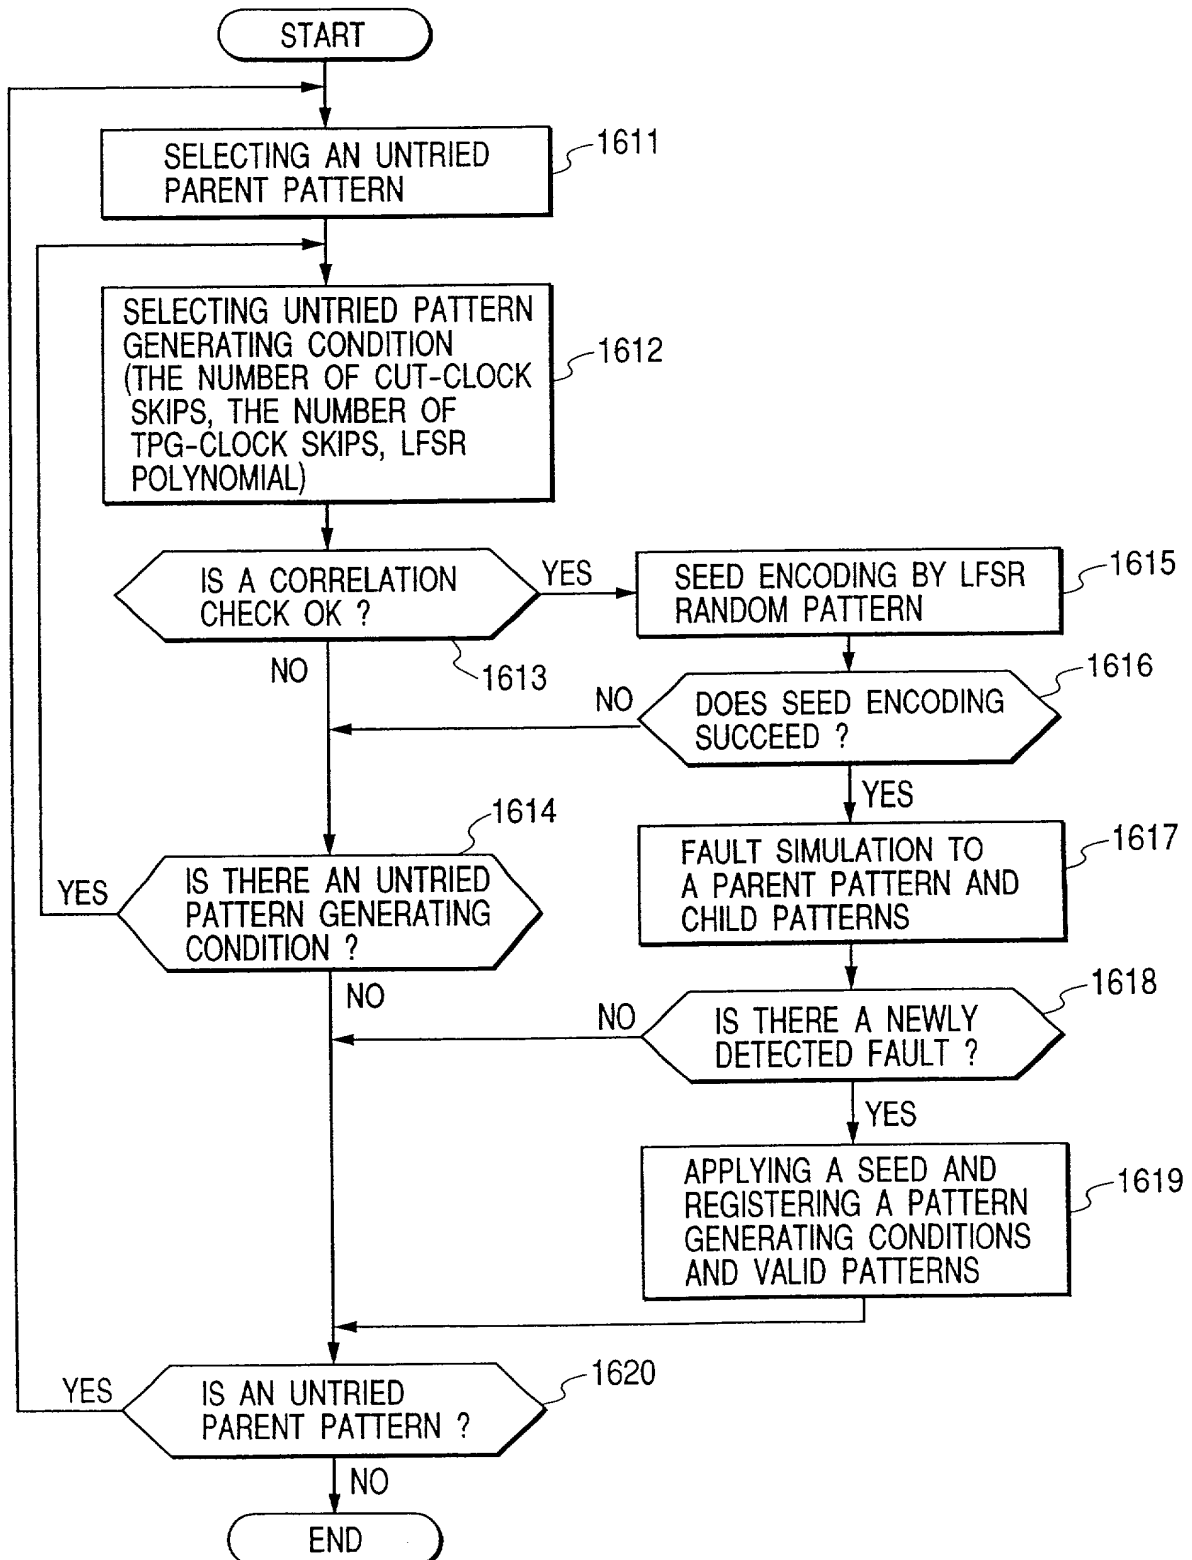 START
SELECTING AN UNTRIED
PARENT PATTERN
1611
SELECTING UNTRIED PATTERN
GENERATING CONDITION
(THE NUMBER OF CUT-CLOCK
SKIPS, THE NUMBER OF
TPG-CLOCK SKIPS, LFSR
POLYNOMIAL)
1612
IS A CORRELATION
CHECK OK ?
YES
NO
1613
SEED ENCODING BY LFSR
RANDOM PATTERN
1615
DOES SEED ENCODING
SUCCEED ?
1616
NO
YES
IS THERE AN UNTRIED
PATTERN GENERATING
CONDITION ?
1614
YES
NO
FAULT SIMULATION TO
A PARENT PATTERN AND
CHILD PATTERNS
1617
IS THERE A NEWLY
DETECTED FAULT ?
1618
NO
YES
APPLYING A SEED AND
REGISTERING A PATTERN
GENERATING CONDITIONS
AND VALID PATTERNS
1619
IS AN UNTRIED
PARENT PATTERN ?
1620
YES
NO
END